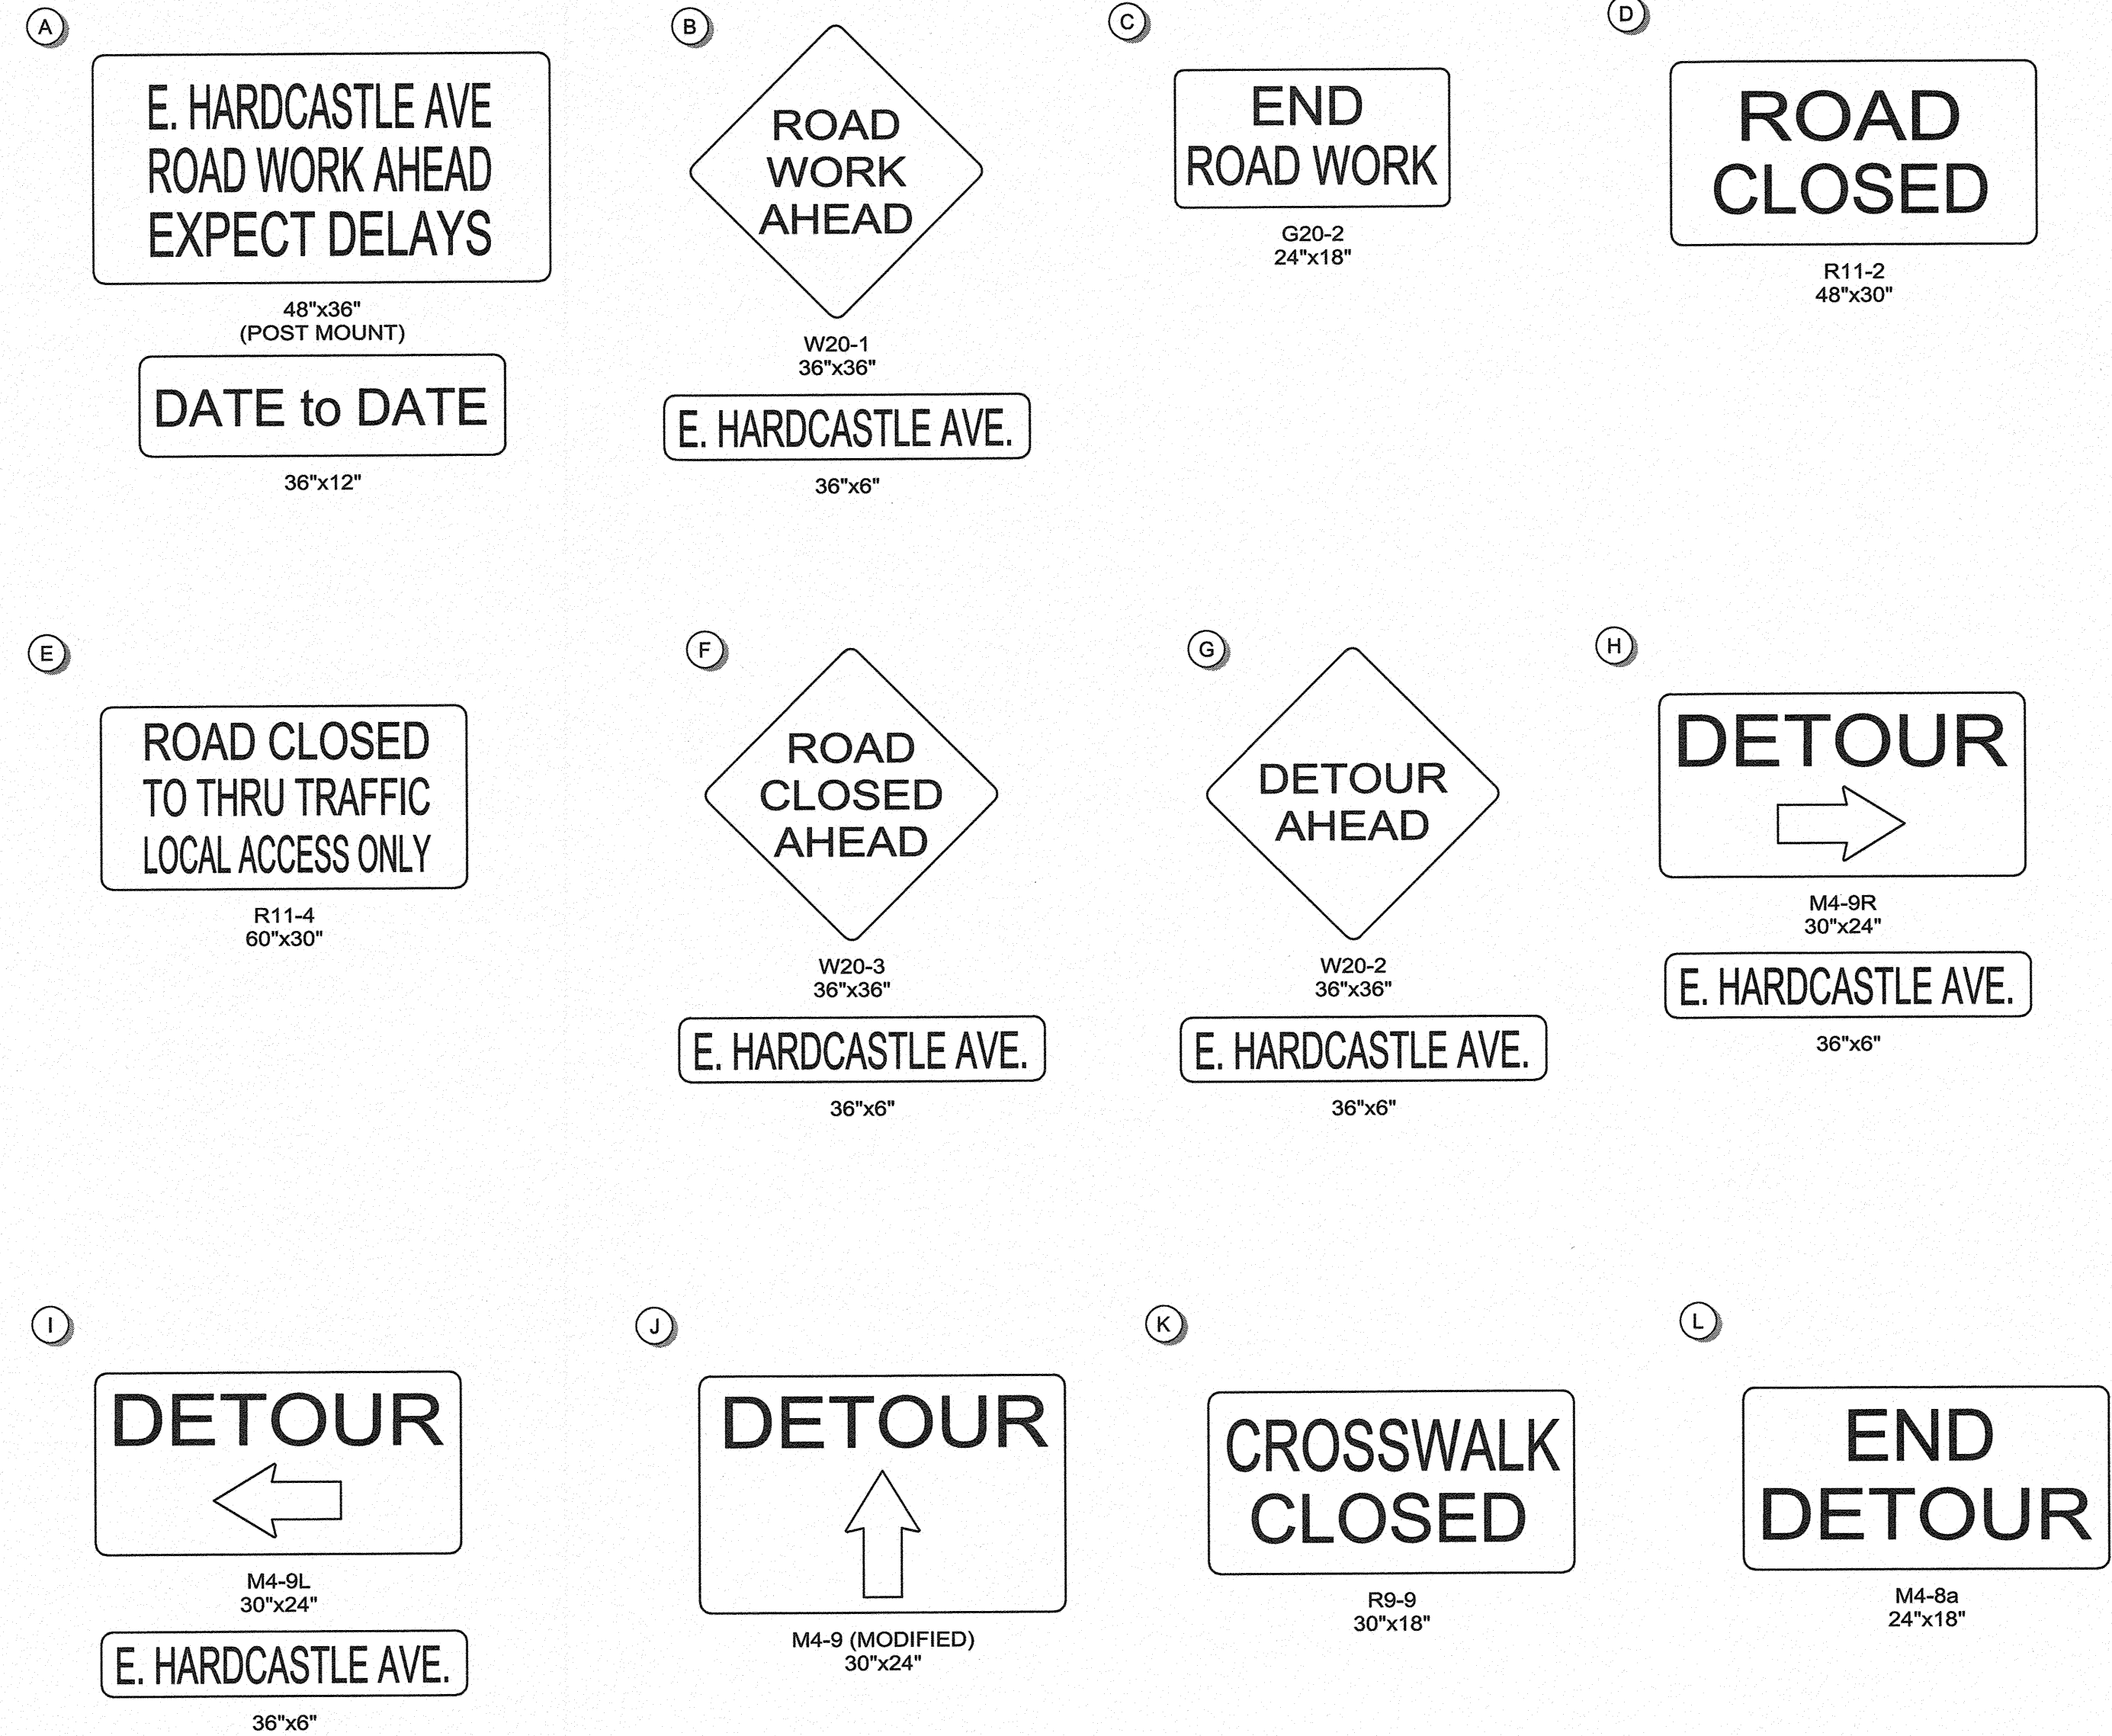 A
E. HARDCASTLE AVE
ROAD WORK AHEAD
EXPECT DELAYS
48"x36"
(POST MOUNT)
DATE to DATE
36"x12"
B
ROAD
WORK
AHEAD
W20-1
36"x36"
E. HARDCASTLE AVE.
36"x6"
C
END
ROAD WORK
G20-2
24"x18"
D
ROAD
CLOSED
R11-2
48"x30"
E
ROAD CLOSED
TO THRU TRAFFIC
LOCAL ACCESS ONLY
R11-4
60"x30"
F
ROAD
CLOSED
AHEAD
W20-3
36"x36"
E. HARDCASTLE AVE.
36"x6"
G
DETOUR
AHEAD
W20-2
36"x36"
E. HARDCASTLE AVE.
36"x6"
H
DETOUR
M4-9R
30"x24"
E. HARDCASTLE AVE.
36"x6"
I
DETOUR
M4-9L
30"x24"
E. HARDCASTLE AVE.
36"x6"
J
DETOUR
M4-9 (MODIFIED)
30"x24"
K
CROSSWALK
CLOSED
R9-9
30"x18"
L
END
DETOUR
M4-8a
24"x18"